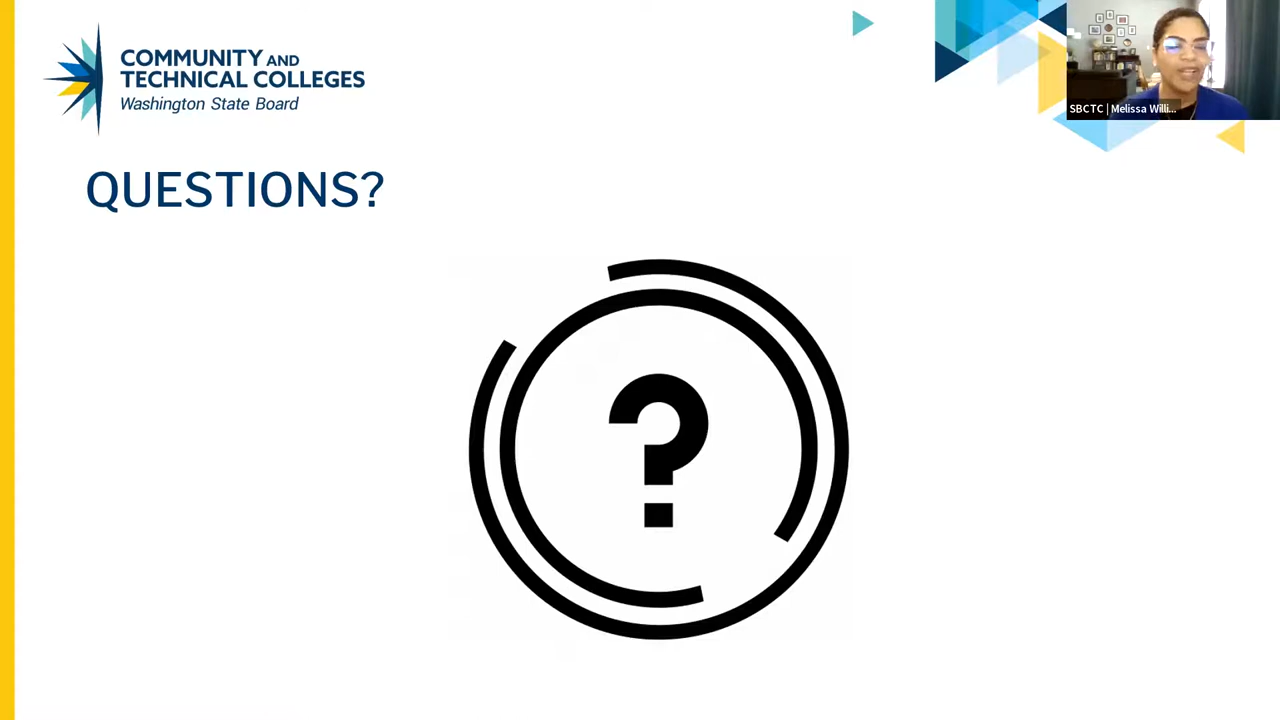 COMMUNITY AND
TECHNICAL COLLEGES
Washington State Board
SBCTC | Melissa Willi...
QUESTIONS?
?